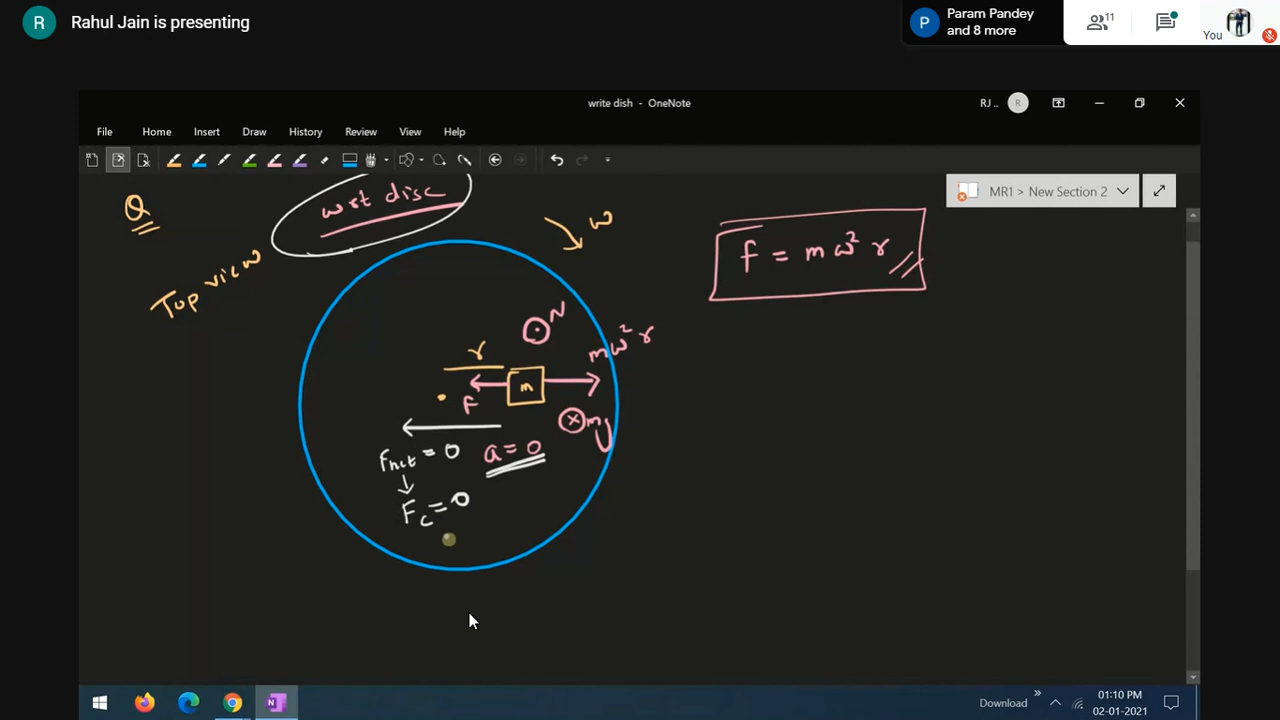 R Rahul Jain is presenting
P Param Pandey and 8 more
11
You
write dish - OneNote
RJ ..
R
File Home Insert Draw History Review View Help
MR1 > New Section 2
Q
wrt disc
Top view
ω
f = mω² r
N
r
mω² r
m
f
mg
Fnet = 0
a = 0
Fc = 0
Download
01:10 PM
02-01-2021